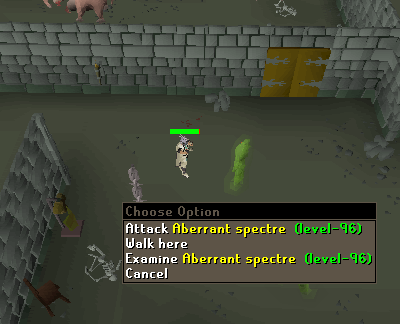 Choose Option
Attack Aberrant spectre (level-96)
Walk here
Examine Aberrant spectre (level-96)
Cancel